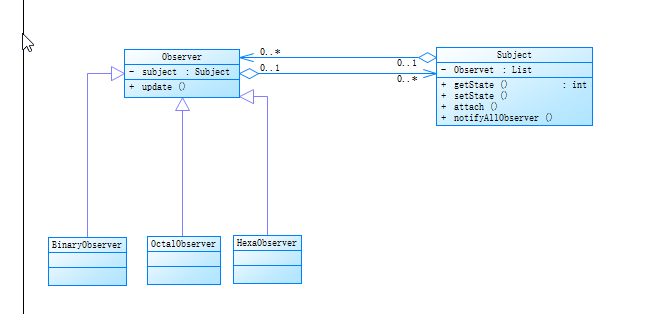 Observer
- subject : Subject
+ update ()
0..*
0..1
0..1
0..*
Subject
- Observet : List
+ getState () : int
+ setState ()
+ attach ()
+ notifyAllObserver ()
BinaryObserver
OctalObserver
HexaObserver